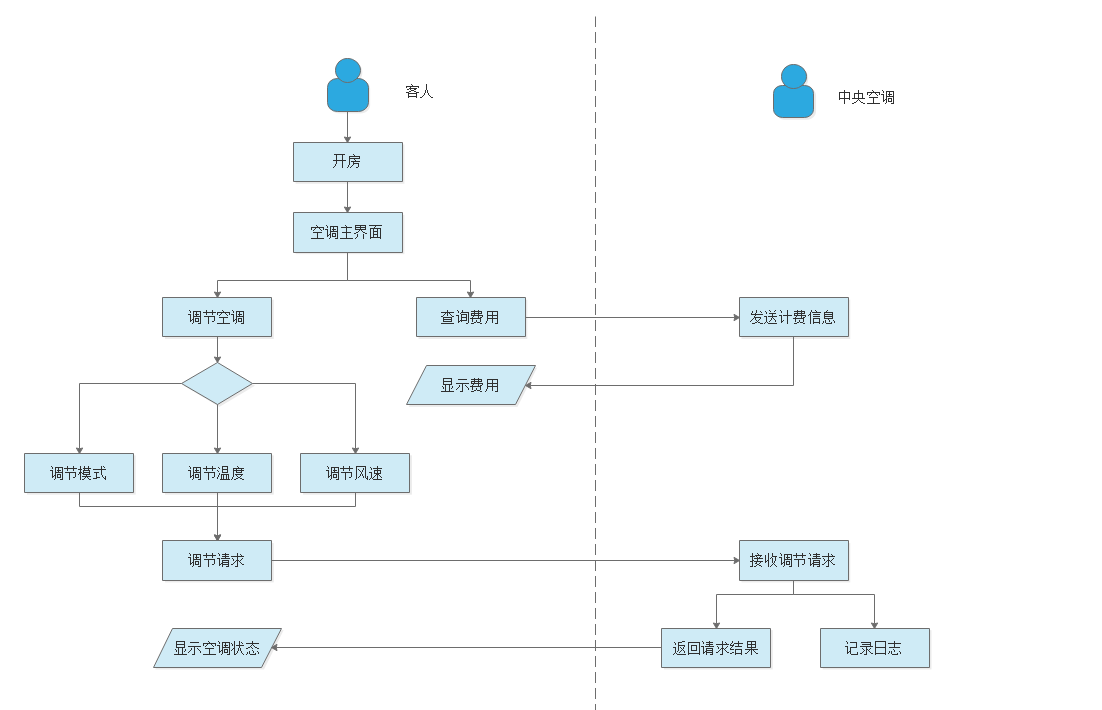 客人
中央空调
开房
空调主界面
调节空调
查询费用
发送计费信息
显示费用
调节模式
调节温度
调节风速
调节请求
接收调节请求
显示空调状态
返回请求结果
记录日志